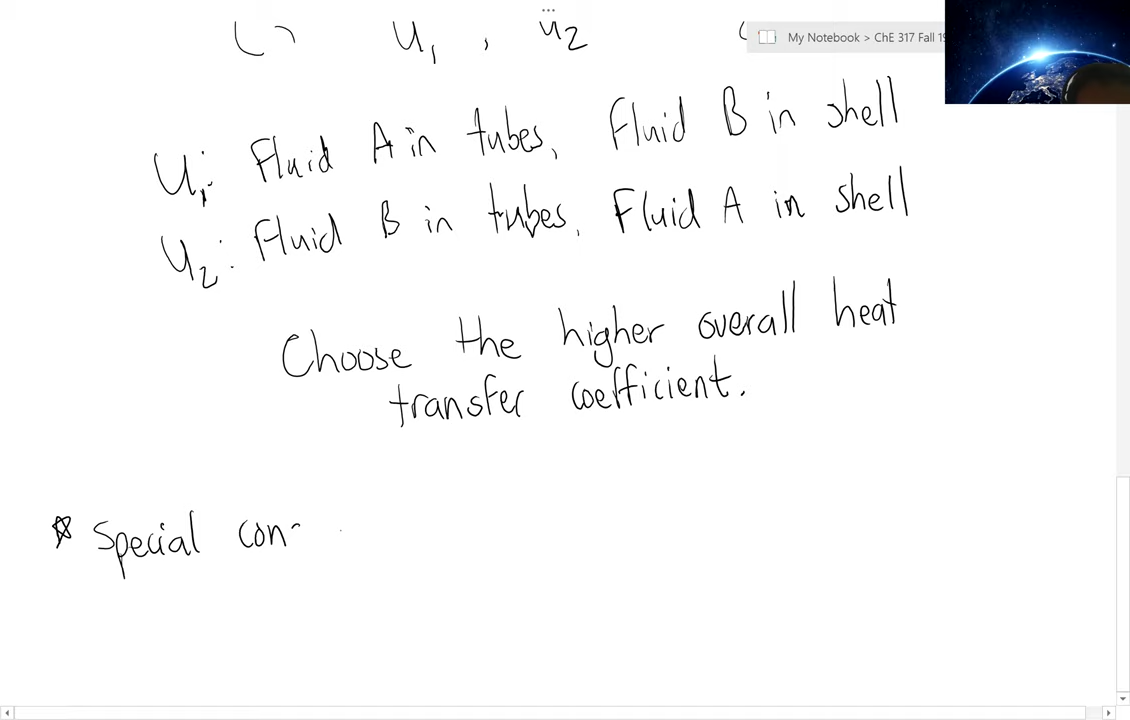 U₁ , U₂
My Notebook > ChE 317 Fall 19
U₁: Fluid A in tubes, Fluid B in shell
U₂: Fluid B in tubes, Fluid A in shell
Choose the higher overall heat
transfer coefficient.
Special con